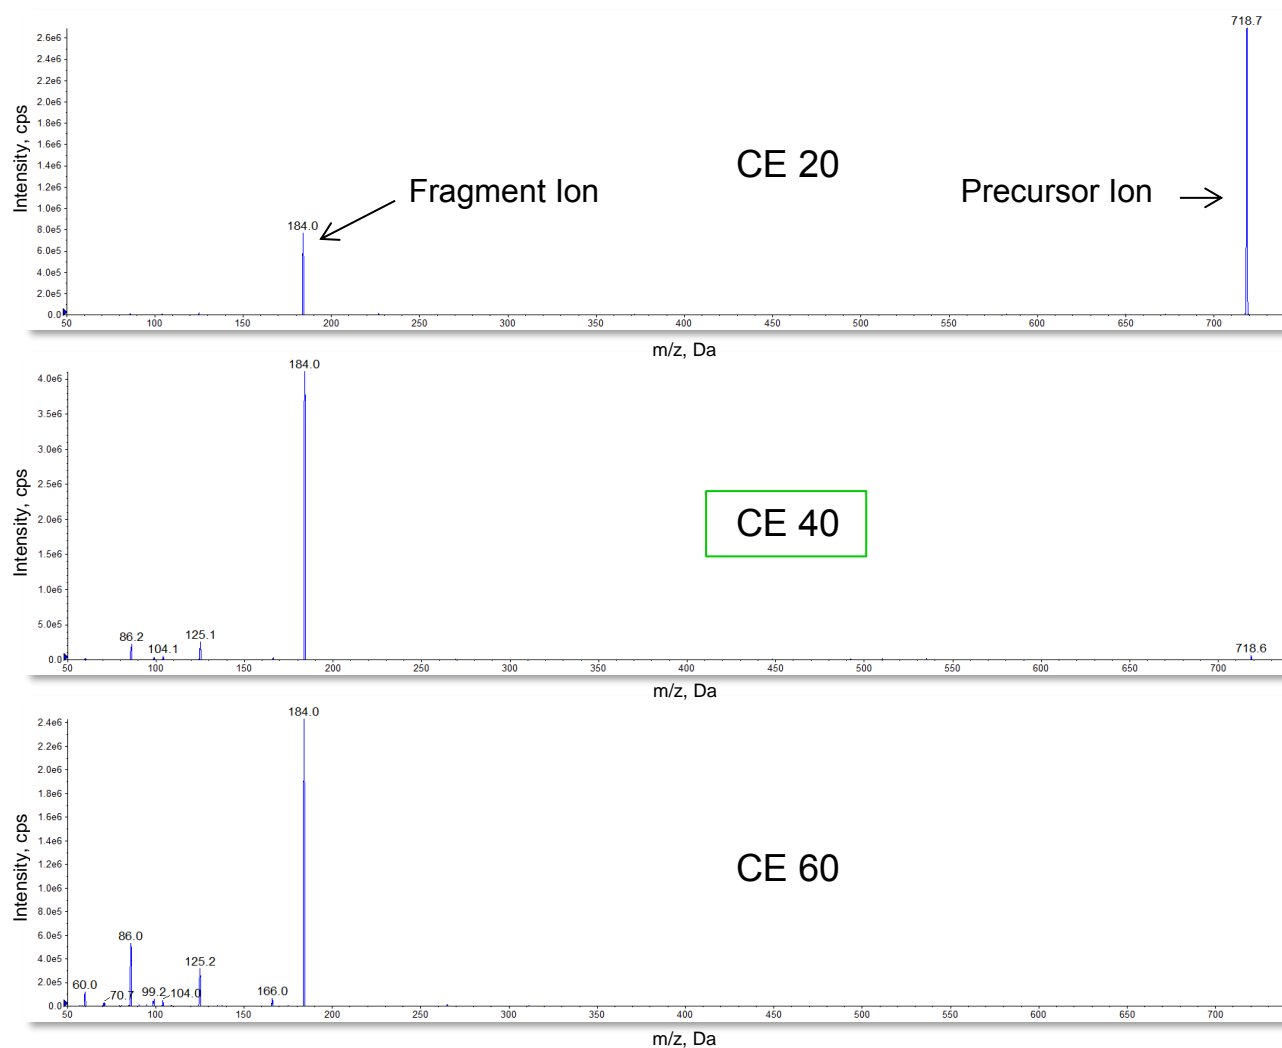 718.7
2.6e6
2.4e6
2.2e6
2.0e6
1.8e6
1.6e6
1.4e6
1.2e6
1.0e6
8.0e5
6.0e5
4.0e5
2.0e5
0.0
Intensity, cps
CE 20
Fragment Ion
Precursor Ion
184.0
50 100 150 200 250 300 350 400 450 500 550 600 650 700
m/z, Da
184.0
4.0e6
3.5e6
3.0e6
2.5e6
2.0e6
1.5e6
1.0e6
5.0e5
0.0
Intensity, cps
CE 40
86.2
104.1
125.1
718.6
50 100 150 200 250 300 350 400 450 500 550 600 650 700
m/z, Da
184.0
2.4e6
2.2e6
2.0e6
1.8e6
1.6e6
1.4e6
1.2e6
1.0e6
8.0e5
6.0e5
4.0e5
2.0e5
0.0
Intensity, cps
CE 60
86.0
125.2
60.0
70.7
99.2
104.0
166.0
50 100 150 200 250 300 350 400 450 500 550 600 650 700
m/z, Da